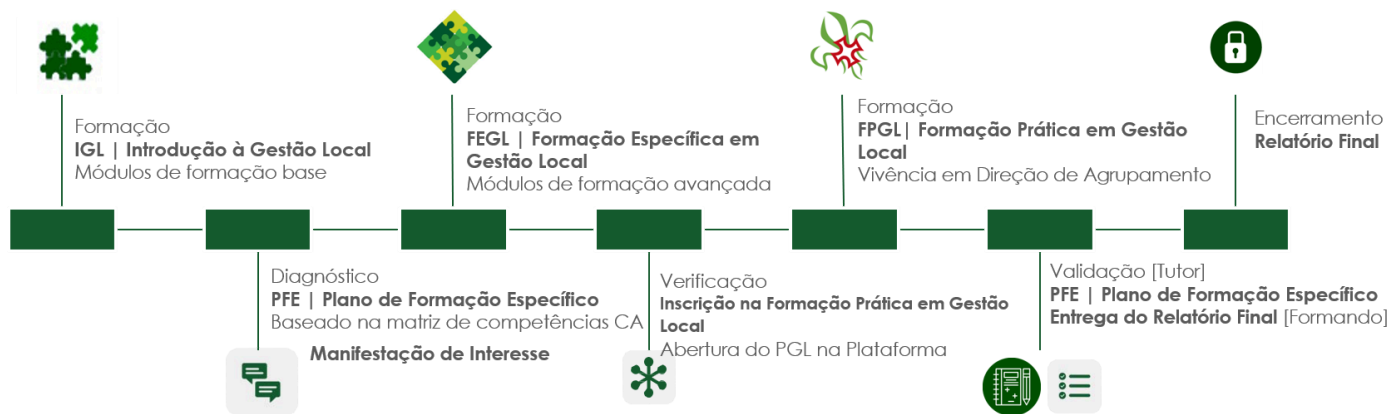 Formação
IGL | Introdução à Gestão Local
Módulos de formação base
Diagnóstico
PFE | Plano de Formação Específico
Baseado na matriz de competências CA
Manifestação de Interesse
Formação
FEGL | Formação Específica em
Gestão Local
Módulos de formação avançada
Verificação
Inscrição na Formação Prática em Gestão
Local
Abertura do PGL na Plataforma
Formação
FPGL| Formação Prática em Gestão
Local
Vivência em Direção de Agrupamento
Validação [Tutor]
PFE | Plano de Formação Específico
Entrega do Relatório Final [Formando]
Encerramento
Relatório Final